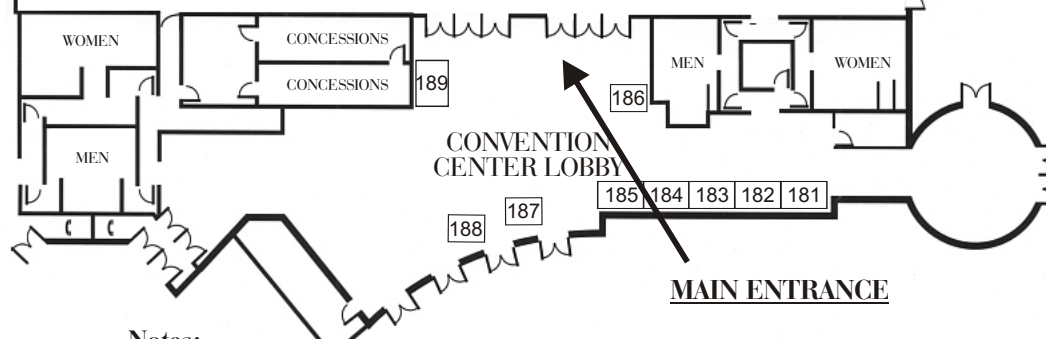 WOMEN
CONCESSIONS
CONCESSIONS
189
MEN
WOMEN
186
MEN
CONVENTION
CENTER LOBBY
185 184 183 182 181
187
188
MAIN ENTRANCE
Notes: